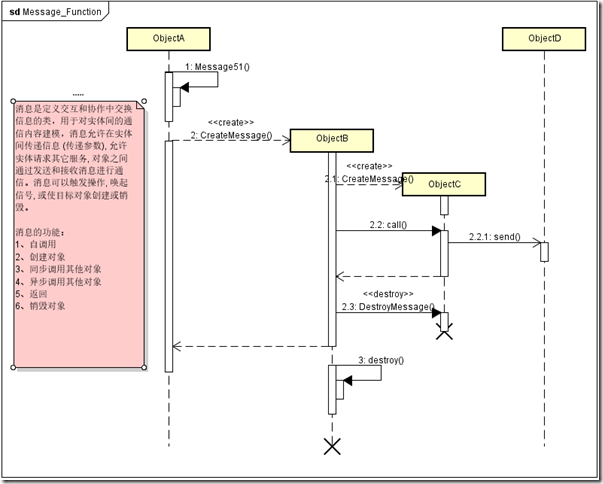 sd Message_Function
ObjectA
ObjectD
1: Message51()
消息是定义交互和协作中交换
信息的类，用于对实体间的通
信内容建模，消息允许在实体
间传递信息(传递参数)，允许
实体请求其它服务，对象之间
通过发送和接收消息进行通
信。消息可以触发操作，唤起
信号，或使目标对象创建或销
毁。
消息的功能：
1、自调用
2、创建对象
3、同步调用其他对象
4、异步调用其他对象
5、返回
6、销毁对象
<<create>>
2: CreateMessage()
ObjectB
<<create>>
2.1: CreateMessage()
ObjectC
2.2: call()
2.2.1: send()
<<destroy>>
2.3: DestroyMessage()
3: destroy()